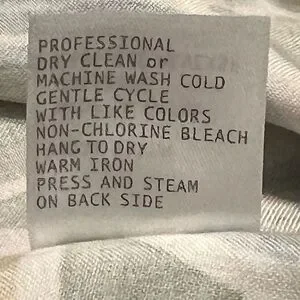 PROFESSIONAL
DRY CLEAN or
MACHINE WASH COLD
GENTLE CYCLE
WITH LIKE COLORS
NON-CHLORINE BLEACH
HANG TO DRY
WARM IRON
PRESS AND STEAM
ON BACK SIDE